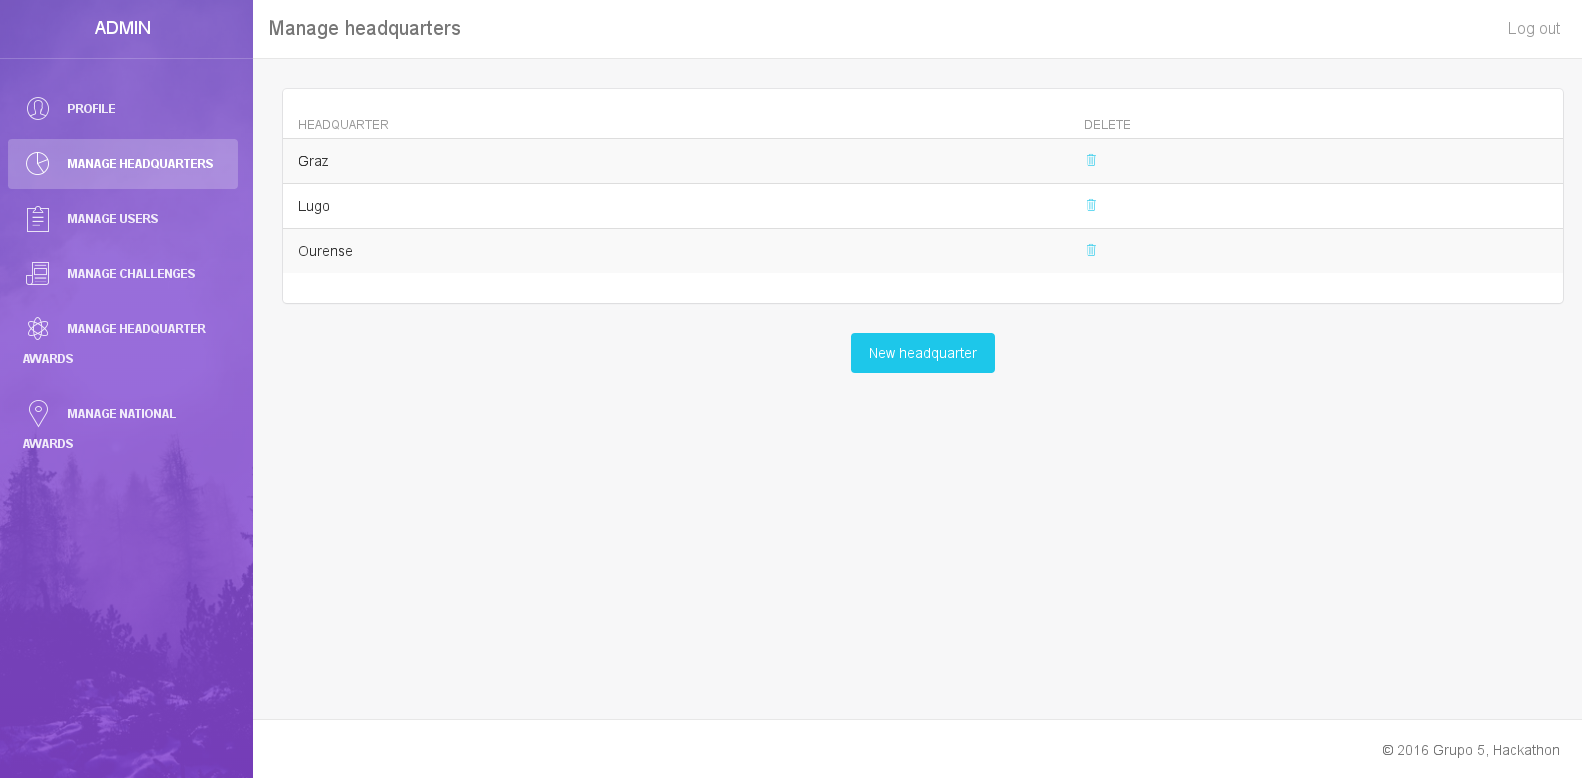 ADMIN
Manage headquarters
Log out
PROFILE
MANAGE HEADQUARTERS
MANAGE USERS
MANAGE CHALLENGES
MANAGE HEADQUARTER
AWARDS
MANAGE NATIONAL
AWARDS
HEADQUARTER DELETE
Graz
Lugo
Ourense
New headquarter
© 2016 Grupo 5, Hackathon